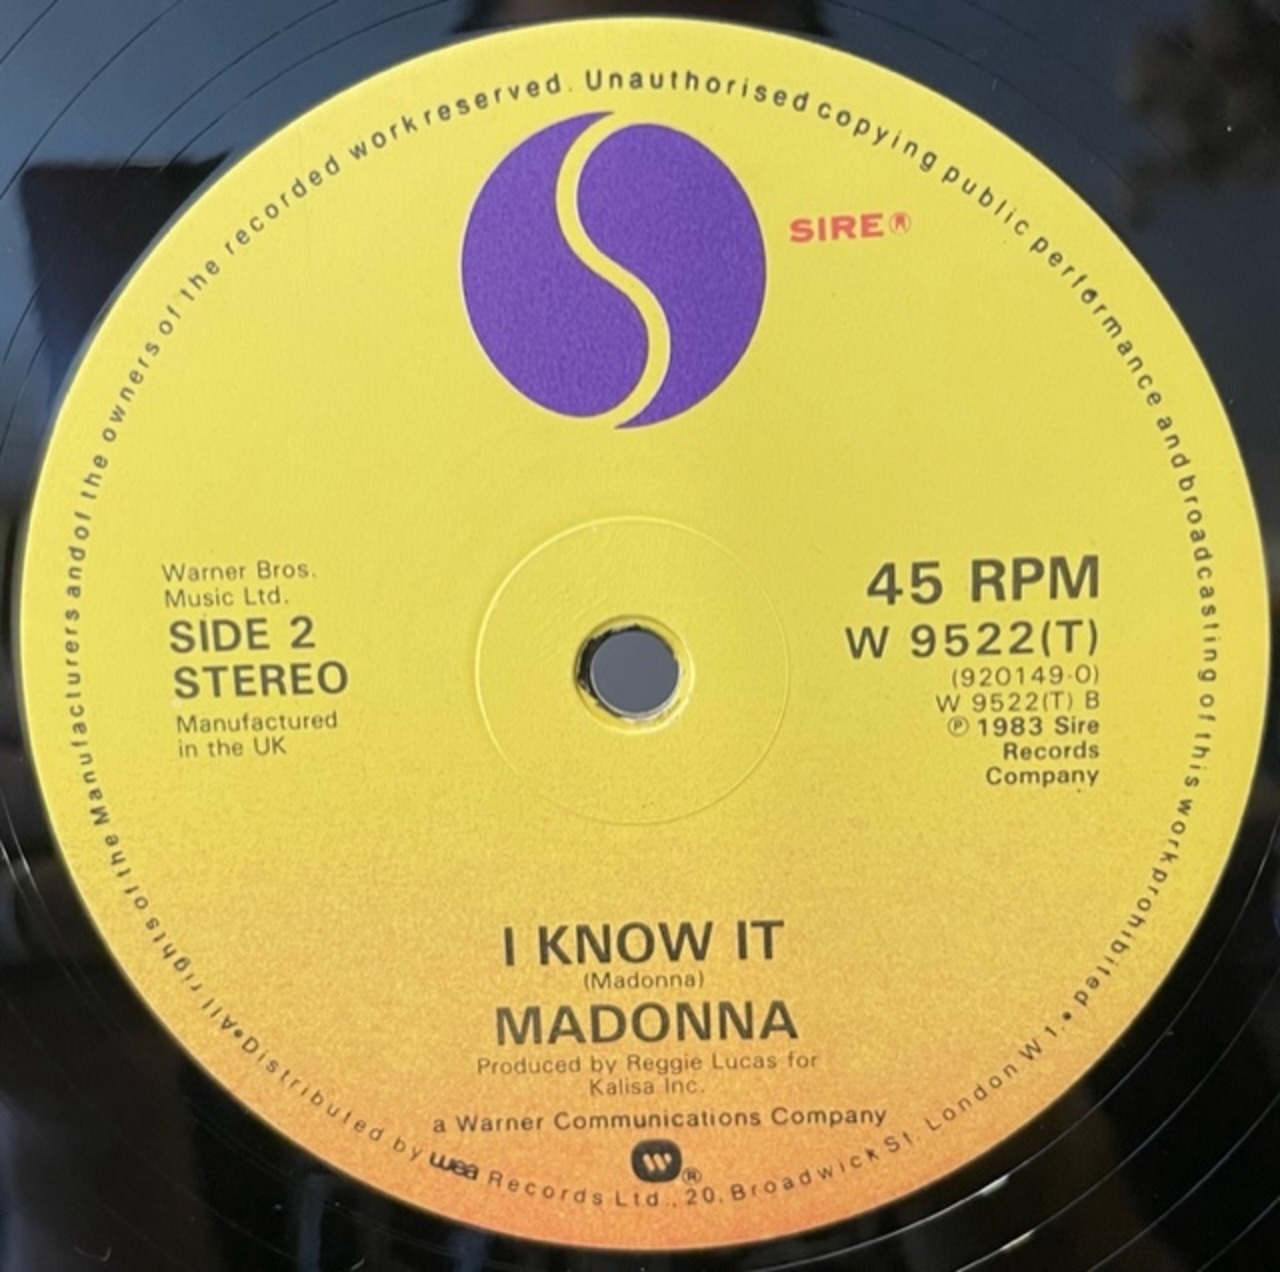 All rights of the Manufacturers and of the owners of the recorded work reserved. Unauthorised copying public performance and broadcasting of this work prohibited •
SIRE®
Warner Bros.
Music Ltd.
SIDE 2
STEREO
Manufactured
in the UK
45 RPM
W 9522(T)
(920149-0)
W 9522(T) B
℗ 1983 Sire
Records
Company
I KNOW IT
(Madonna)
MADONNA
Produced by Reggie Lucas for
Kalisa Inc.
a Warner Communications Company
W®
• Distributed by wea Records Ltd., 20, Broadwick St. London W1.